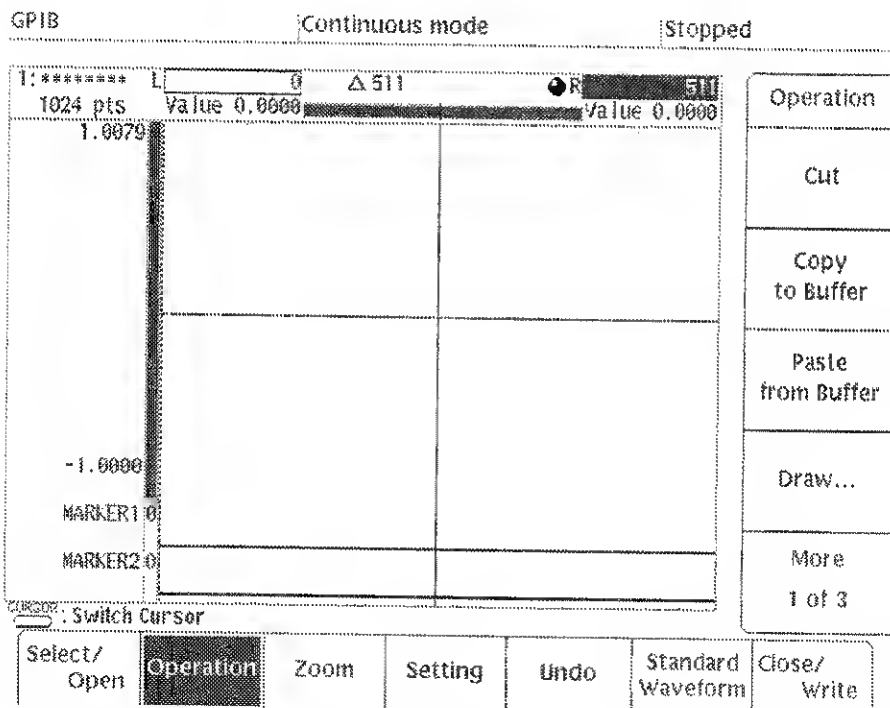 GPIB Continuous mode Stopped
1:******** L 0 △ 511 R 511
1024 pts Value 0.0000 Value 0.0000
1.0079
-1.0000
MARKER1 0
MARKER2 0
CURSOR : Switch Cursor
Operation
Cut
Copy
to Buffer
Paste
from Buffer
Draw...
More
1 of 3
Select/
Open
Operation
Zoom
Setting
Undo
Standard
Waveform
Close/
Write